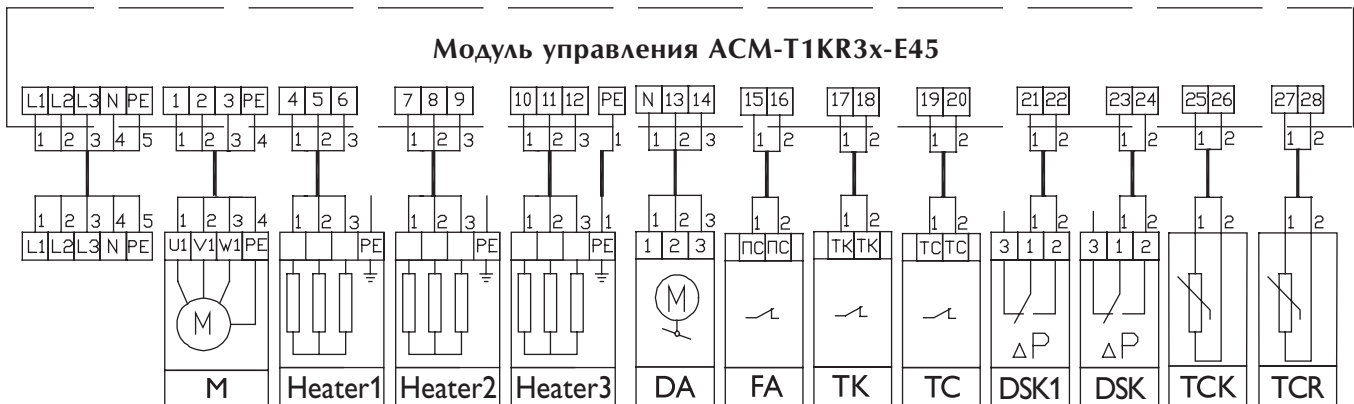 Модуль управления ACM-T1KR3x-E45
L1 L2 L3 N PE 1 2 3 PE 4 5 6 7 8 9 10 11 12 PE N 13 14 15 16 17 18 19 20 21 22 23 24 25 26 27 28
1 2 3 4 5 1 2 3 4 1 2 3 1 2 3 1 2 3 1 1 2 3 1 2 1 2 1 2 1 2 1 2 1 2 1 2
1 2 3 4 5 1 2 3 4 1 2 3 1 2 3 1 2 3 1 1 2 3 1 2 1 2 1 2 1 2 1 2 1 2 1 2
L1 L2 L3 N PE U1 V1 W1 PE PE PE PE 1 2 3 ПС ПС ТК ТК ТС ТС 3 1 2 3 1 2
M M
ΔP ΔP
M Heater1 Heater2 Heater3 DA FA TK TC DSK1 DSK TCK TCR